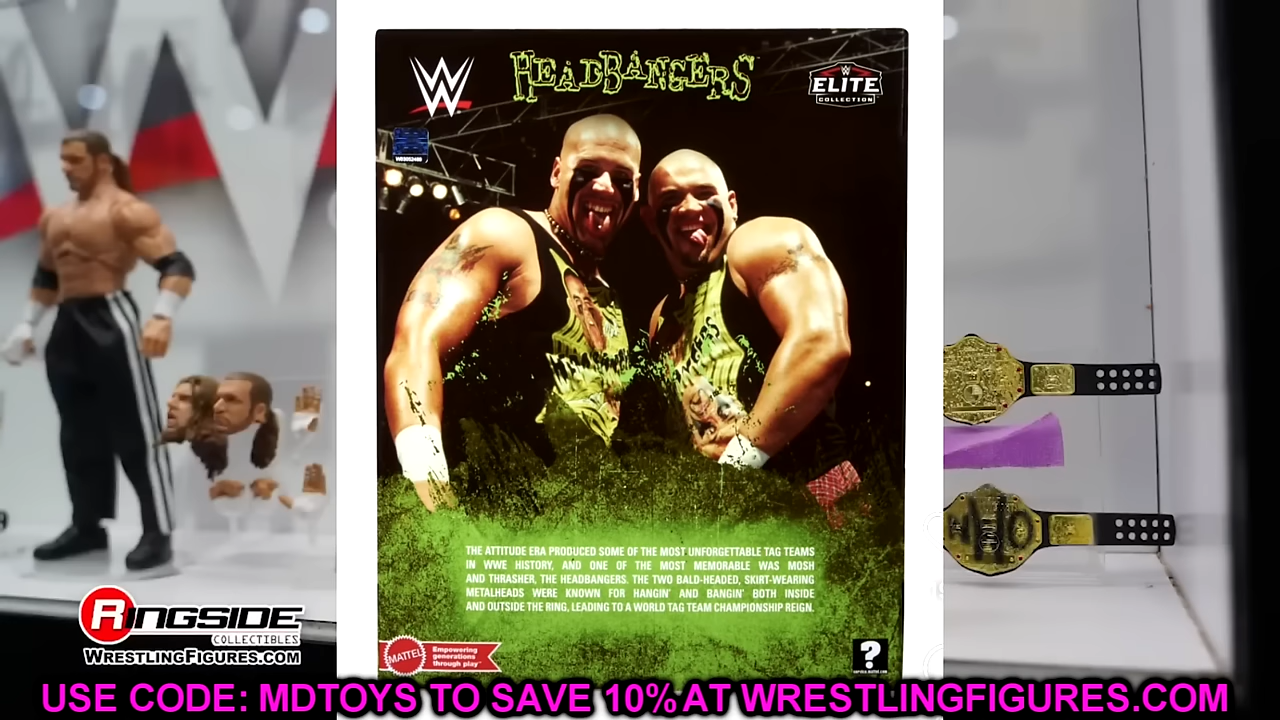 W
HEADBANGERS
W
ELITE
COLLECTION
THE ATTITUDE ERA PRODUCED SOME OF THE MOST UNFORGETTABLE TAG TEAMS
IN WWE HISTORY, AND ONE OF THE MOST MEMORABLE WAS MOSH
AND THRASHER, THE HEADBANGERS. THE TWO BALD-HEADED, SKIRT-WEARING
METALHEADS WERE KNOWN FOR HANGIN' AND BANGIN' BOTH INSIDE
AND OUTSIDE THE RING, LEADING TO A WORLD TAG TEAM CHAMPIONSHIP REIGN.
RINGSIDE
COLLECTIBLES
WRESTLINGFIGURES.COM
MATTEL
Empowering
generations
through play™
?
USE CODE: MDTOYS TO SAVE 10% AT WRESTLINGFIGURES.COM